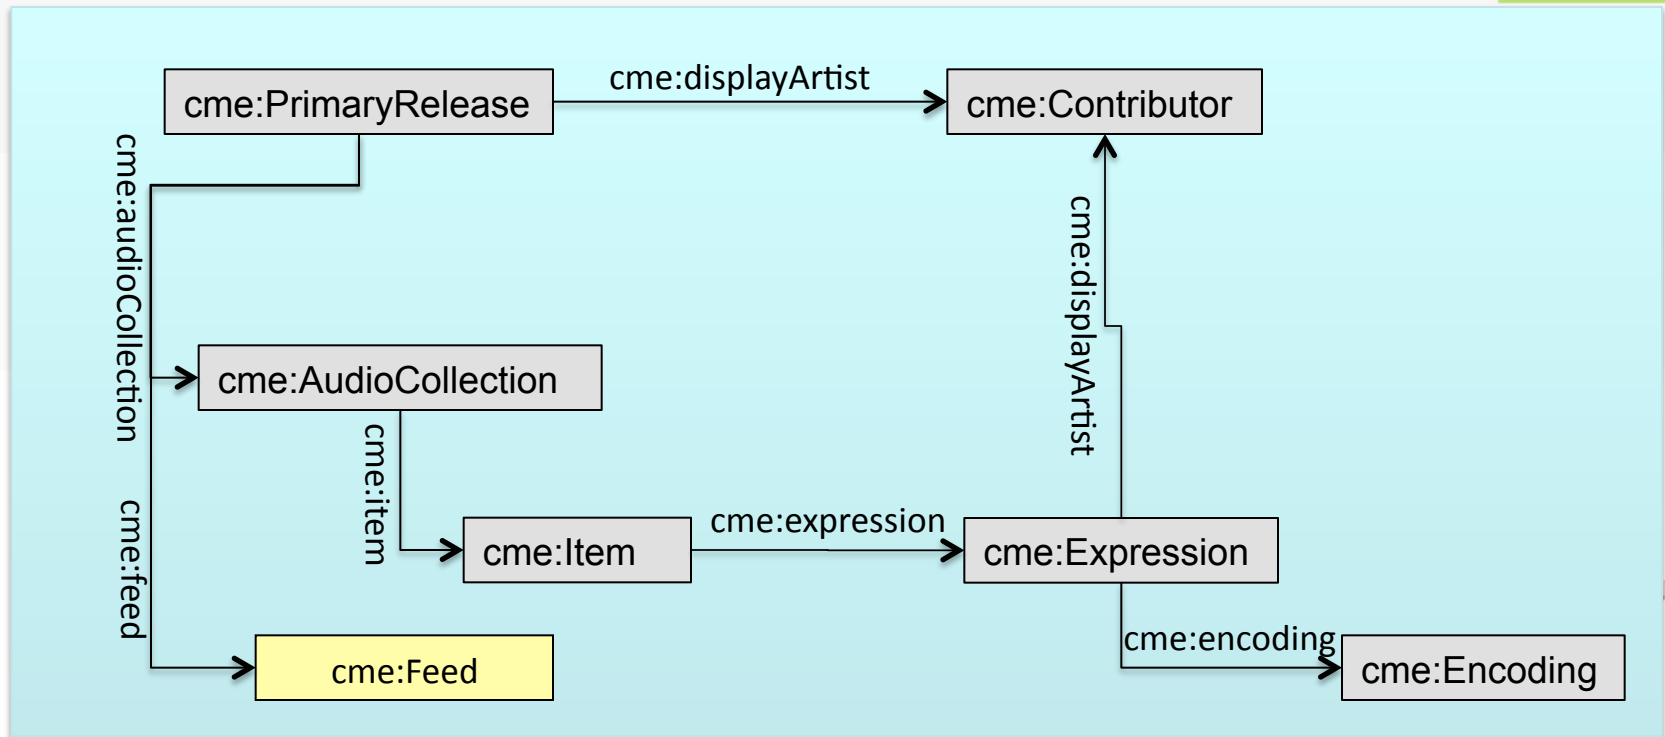 cme:PrimaryRelease
cme:displayArtist
cme:Contributor
cme:audioCollection
cme:displayArtist
cme:AudioCollection
cme:item
cme:feed
cme:Item
cme:expression
cme:Expression
cme:encoding
cme:Feed
cme:Encoding